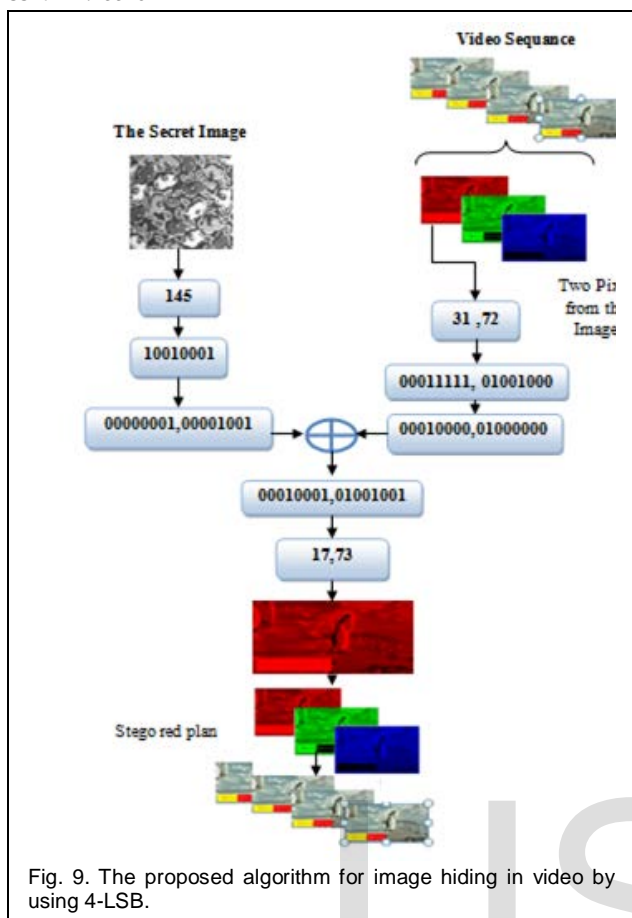 Video Sequance
The Secret Image
145
10010001
00000001,00001001
Two
from
Image
31 ,72
00011111, 01001000
00010000,01000000
00010001,01001001
17,73
Stego red plan
Fig. 9. The proposed algorithm for image hiding in video by
using 4-LSB.